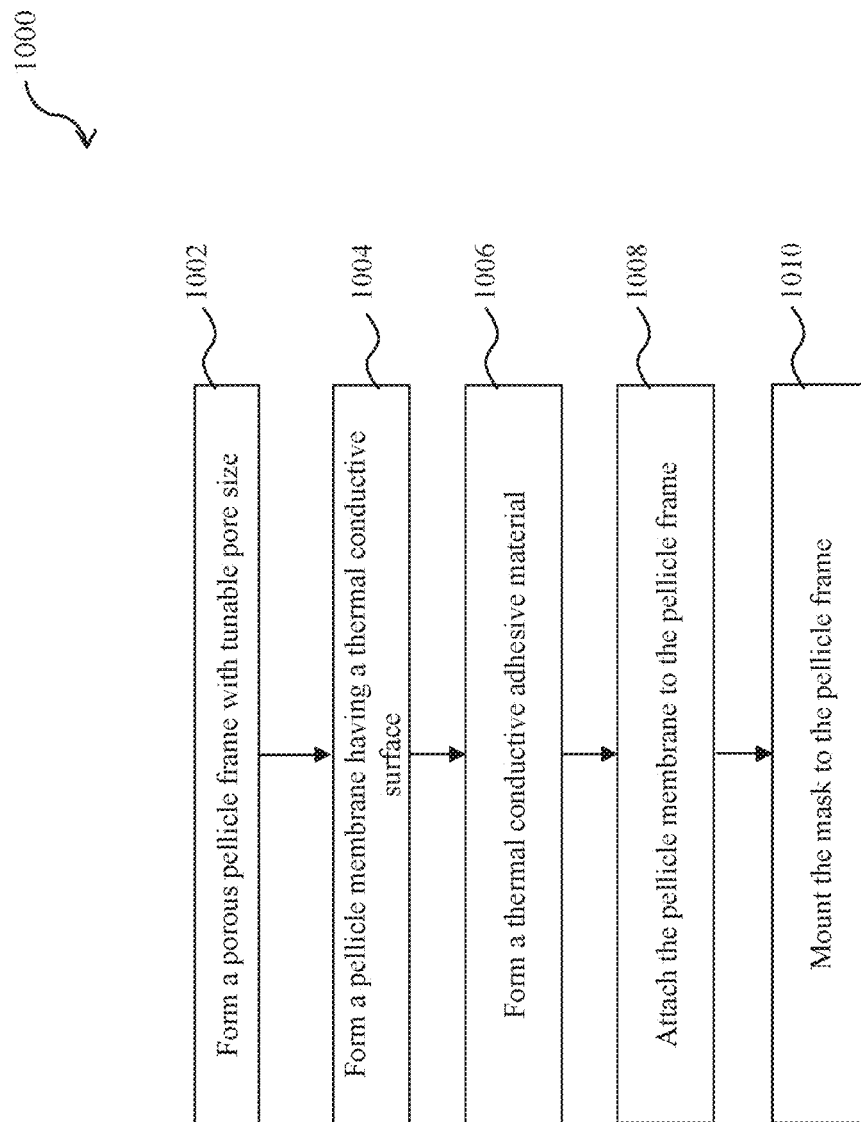 1000
1002
Form a porous pellicle frame with tunable pore size
1004
Form a pellicle membrane having a thermal conductive
surface
1006
Form a thermal conductive adhesive material
1008
Attach the pellicle membrane to the pellicle frame
1010
Mount the mask to the pellicle frame